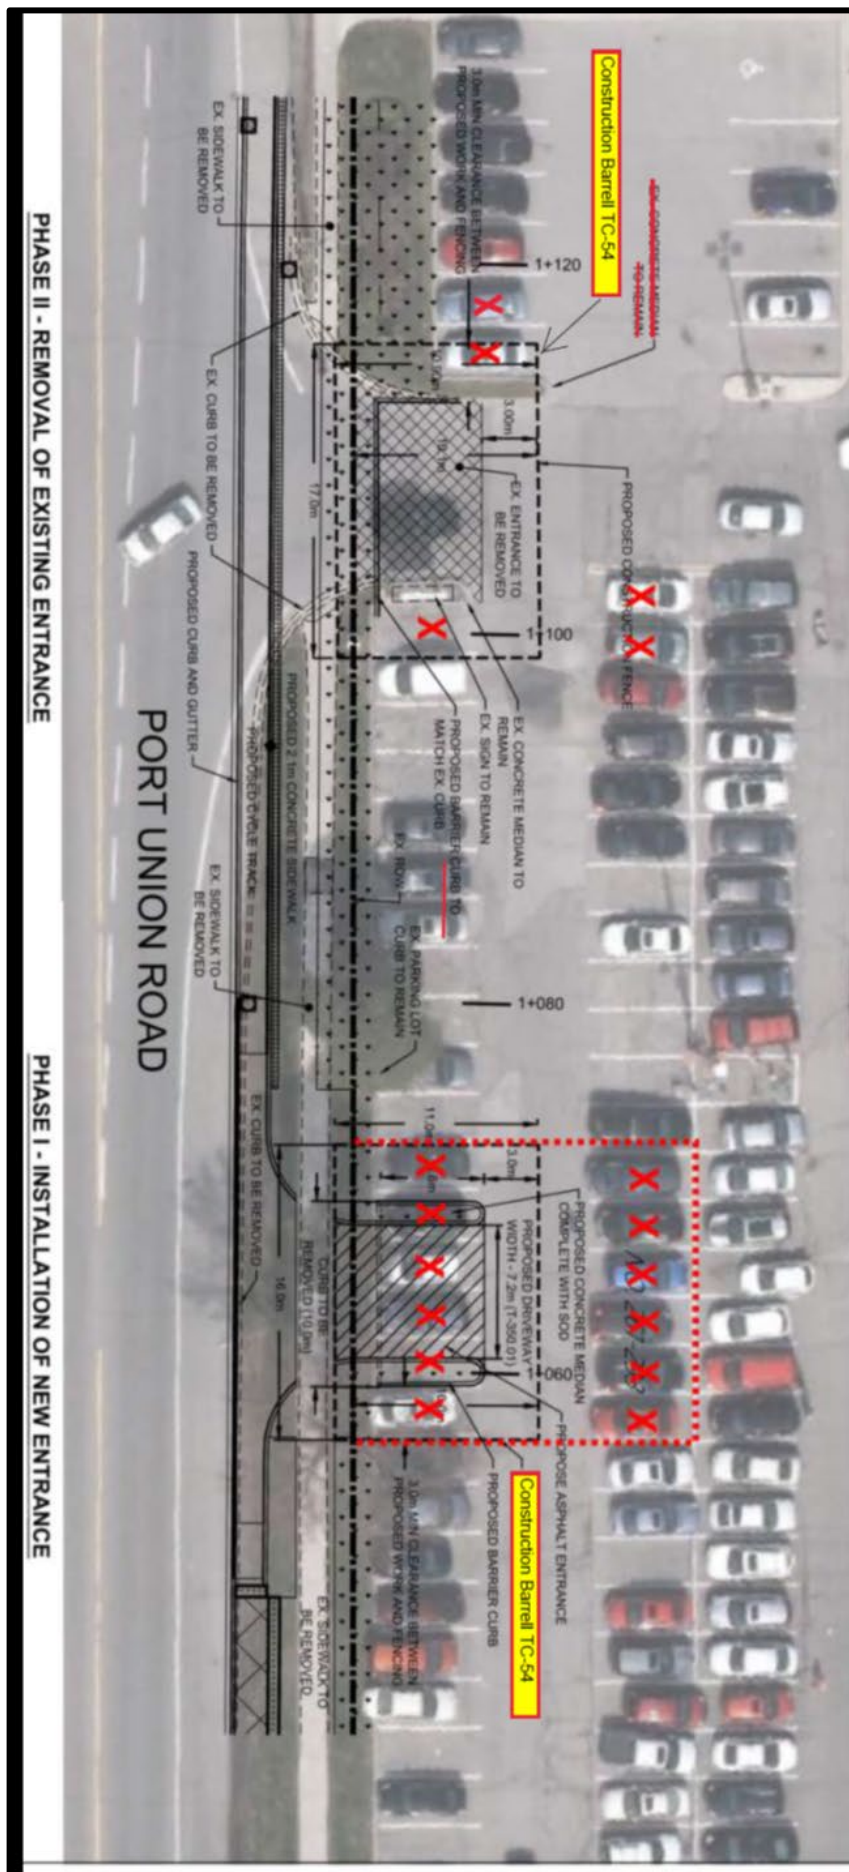 Construction Barrell TC-54
EX. CONCRETE MEDIAN
TO REMAIN
3.0m MIN CLEARANCE BETWEEN
PROPOSED WORK AND FENCING
1+120
EX. SIDEWALK TO
BE REMOVED
3.00m
PROPOSED CONSTRUCTION FENCE
EX. ENTRANCE TO
BE REMOVED
17.0m
EX. CURB TO BE REMOVED
1+100
EX. CONCRETE MEDIAN TO
REMAIN
EX. SIGN TO REMAIN
PROPOSED BARRIER CURB TO
MATCH EX. CURB
PROPOSED CURB AND GUTTER
PROPOSED 2.1m CONCRETE SIDEWALK
PROPOSED CYCLE TRACK
EX. ROW
EX. PARKING LOT
CURB TO REMAIN
EX. SIDEWALK TO
BE REMOVED
1+080
PORT UNION ROAD
11.0m
3.0m
PROPOSED CONCRETE MEDIAN
COMPLETE WITH SOD
PROPOSED DRIVEWAY
WIDTH - 7.2m (T-350.01)
EX. CURB TO BE REMOVED
16.0m
CURB TO BE
REMOVED (10.0m)
1+060
PROPOSE ASPHALT ENTRANCE
PROPOSED BARRIER CURB
Construction Barrell TC-54
3.0m MIN CLEARANCE BETWEEN
PROPOSED WORK AND FENCING
EX. SIDEWALK TO
BE REMOVED
PHASE II - REMOVAL OF EXISTING ENTRANCE
PHASE I - INSTALLATION OF NEW ENTRANCE